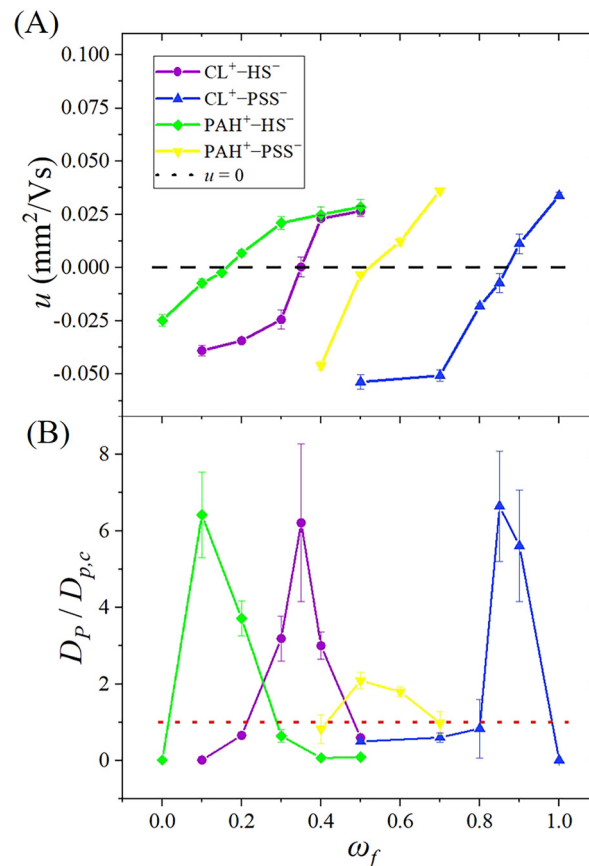 (A)
0.100
0.075
0.050
0.025
0.000
-0.025
-0.050
u (mm²/Vs)
CL⁺–HS⁻
CL⁺–PSS⁻
PAH⁺–HS⁻
PAH⁺–PSS⁻
u = 0
(B)
8
6
4
2
0
D_P / D_{p,c}
0.0 0.2 0.4 0.6 0.8 1.0
ω_f